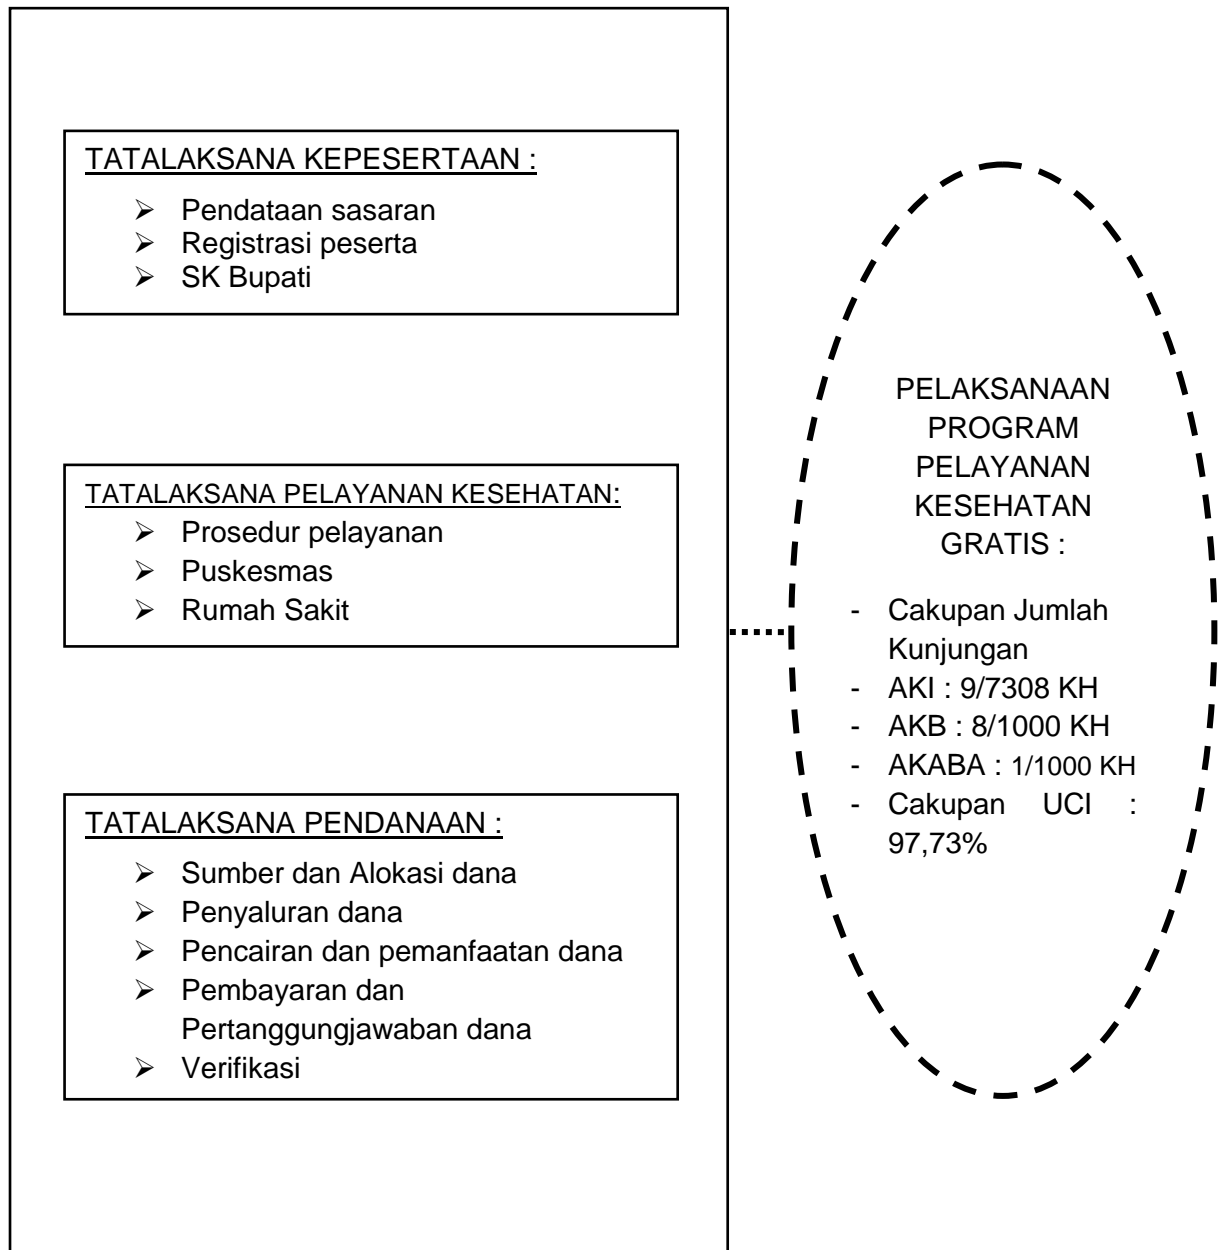 TATALAKSANA KEPESERTAAN :
➢ Pendataan sasaran
➢ Registrasi peserta
➢ SK Bupati
TATALAKSANA PELAYANAN KESEHATAN:
➢ Prosedur pelayanan
➢ Puskesmas
➢ Rumah Sakit
TATALAKSANA PENDANAAN :
➢ Sumber dan Alokasi dana
➢ Penyaluran dana
➢ Pencairan dan pemanfaatan dana
➢ Pembayaran dan
Pertanggungjawaban dana
➢ Verifikasi
PELAKSANAAN
PROGRAM
PELAYANAN
KESEHATAN
GRATIS :
- Cakupan Jumlah
Kunjungan
- AKI : 9/7308 KH
- AKB : 8/1000 KH
- AKABA : 1/1000 KH
- Cakupan UCI :
97,73%